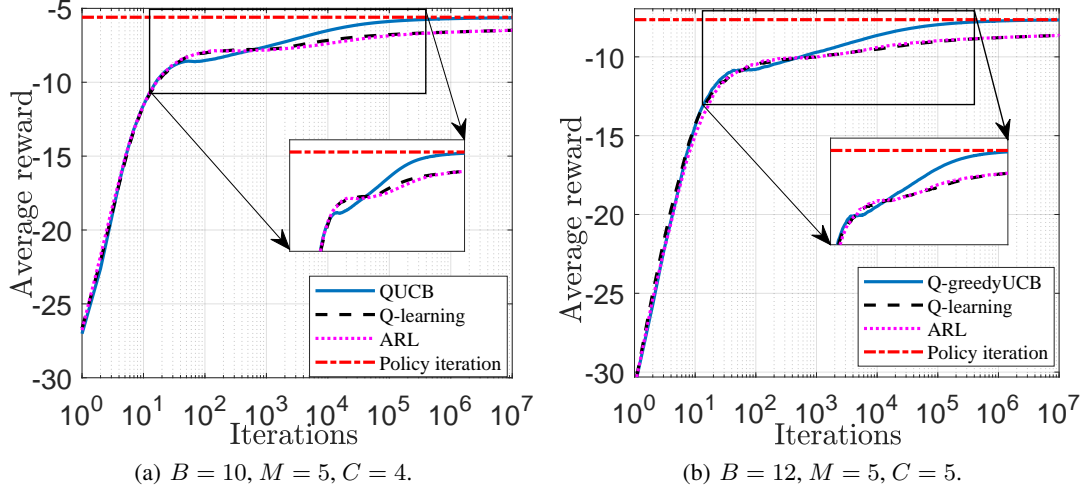 -5
-10
-15
-20
-25
-30
Average reward
10^0 10^1 10^2 10^3 10^4 10^5 10^6 10^7
Iterations
QUCB
Q-learning
ARL
Policy iteration
(a) B = 10, M = 5, C = 4.
-10
-15
-20
-25
-30
Average reward
10^0 10^1 10^2 10^3 10^4 10^5 10^6 10^7
Iterations
Q-greedyUCB
Q-learning
ARL
Policy iteration
(b) B = 12, M = 5, C = 5.